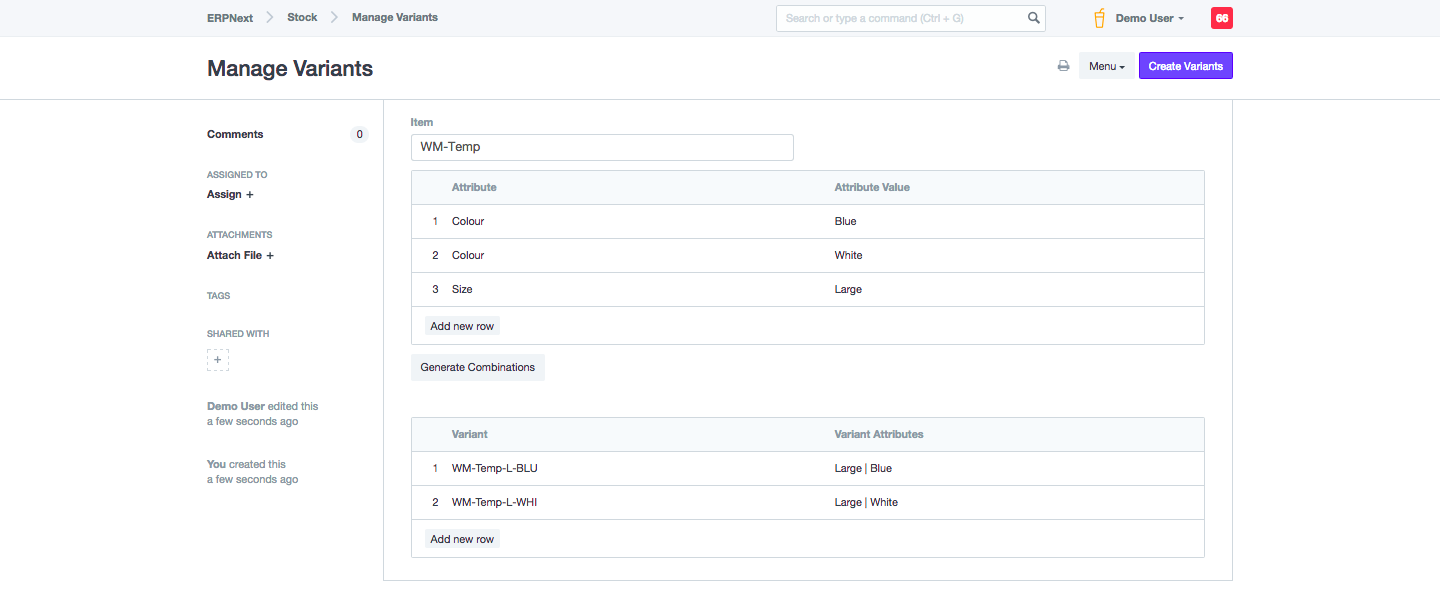 ERPNext Stock Manage Variants Search or type a command (Ctrl + G) Demo User 66
Manage Variants Menu Create Variants
Comments 0
ASSIGNED TO
Assign +
ATTACHMENTS
Attach File +
TAGS
SHARED WITH
+
Demo User edited this
a few seconds ago
You created this
a few seconds ago
Item
WM-Temp
Attribute Attribute Value
1 Colour Blue
2 Colour White
3 Size Large
Add new row
Generate Combinations
Variant Variant Attributes
1 WM-Temp-L-BLU Large | Blue
2 WM-Temp-L-WHI Large | White
Add new row